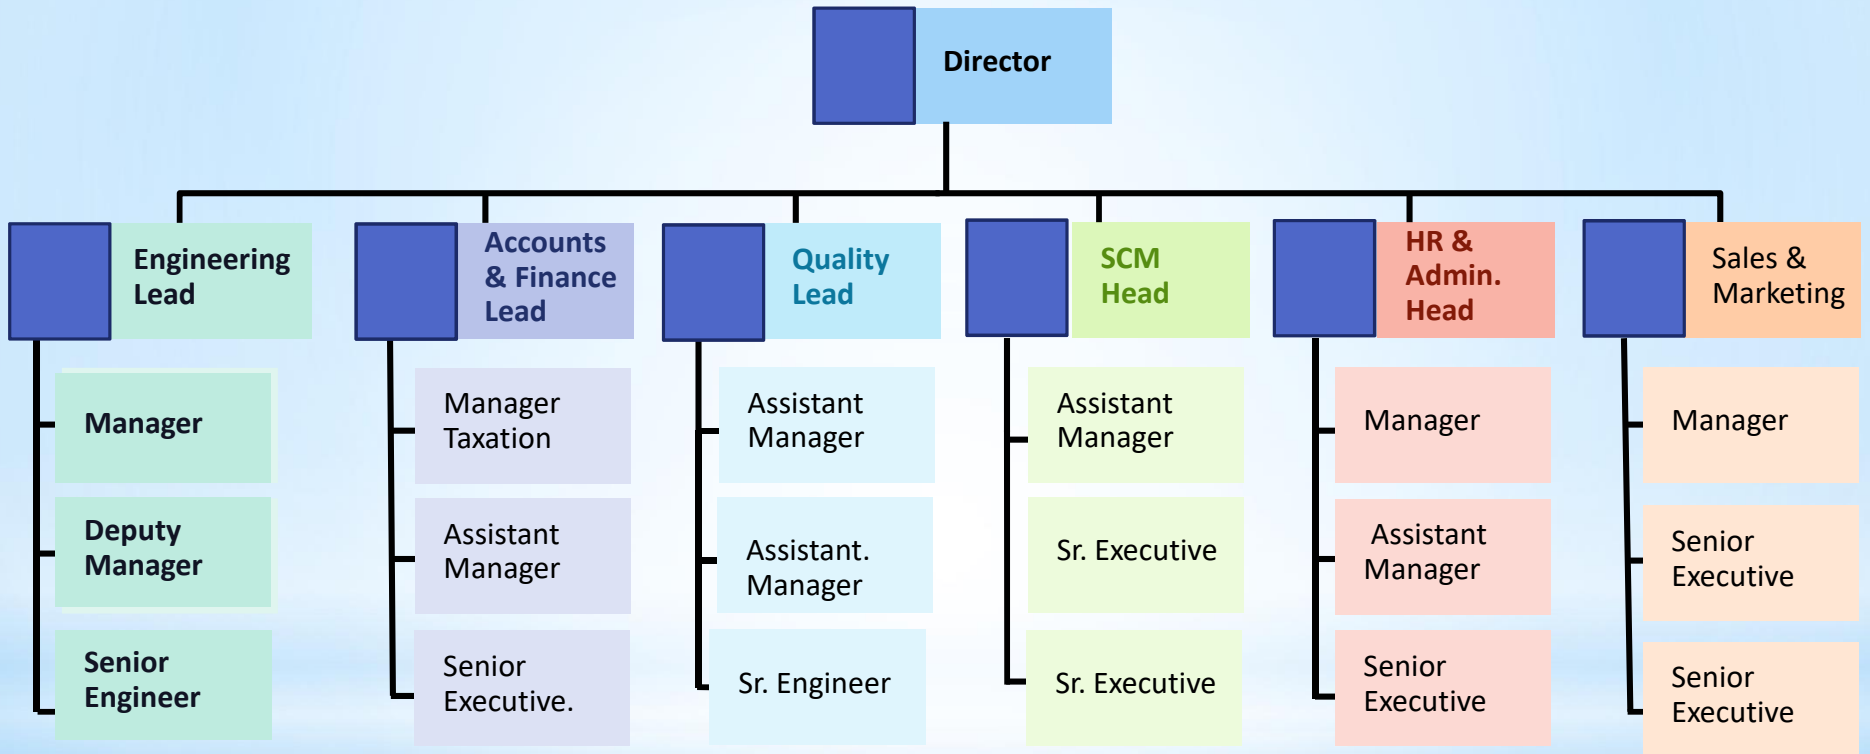 Director
Engineering
Lead
Accounts
& Finance
Lead
Quality
Lead
SCM
Head
HR &
Admin.
Head
Sales &
Marketing
Manager
Deputy
Manager
Senior
Engineer
Manager
Taxation
Assistant
Manager
Senior
Executive.
Assistant
Manager
Assistant.
Manager
Sr. Engineer
Assistant
Manager
Sr. Executive
Sr. Executive
Manager
Assistant
Manager
Senior
Executive
Manager
Senior
Executive
Senior
Executive